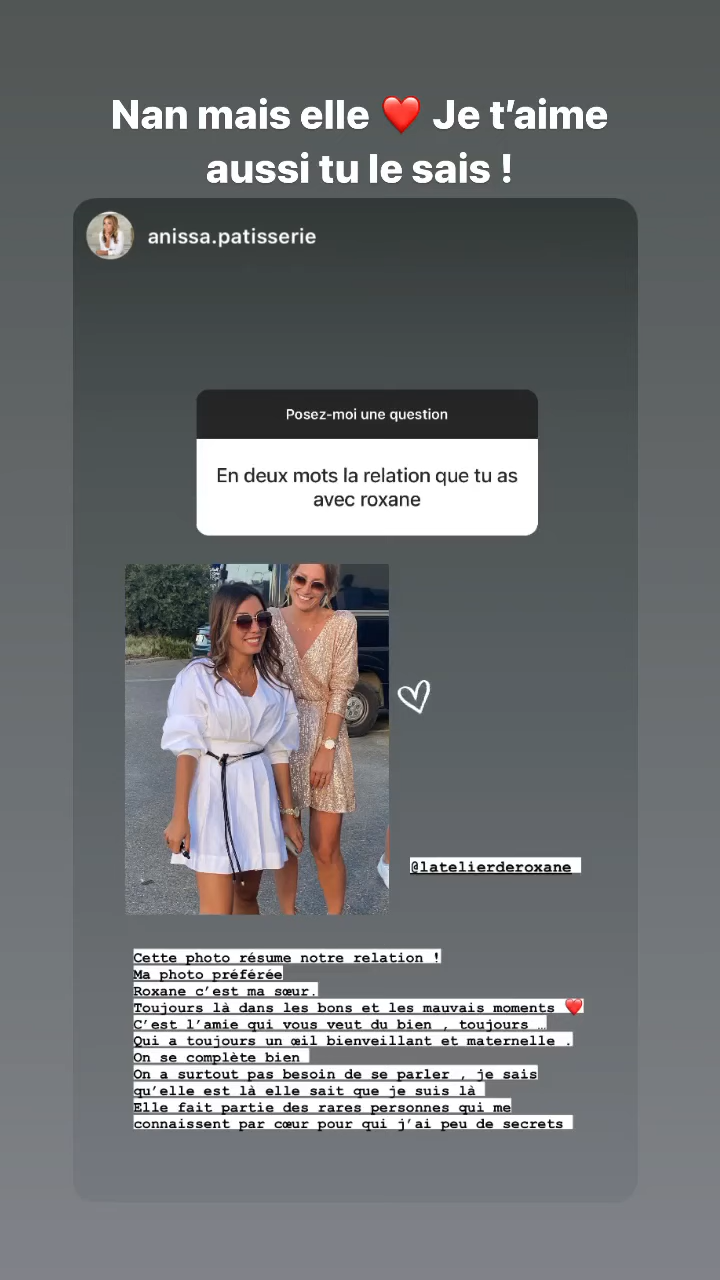 Nan mais elle ❤️ Je t’aime
aussi tu le sais !
anissa.patisserie
Posez-moi une question
En deux mots la relation que tu as
avec roxane
@latelierderoxane
Cette photo résume notre relation !
Ma photo préférée
Roxane c’est ma sœur.
Toujours là dans les bons et les mauvais moments ❤️
C’est l’amie qui vous veut du bien , toujours …
Qui a toujours un œil bienveillant et maternelle .
On se complète bien
On a surtout pas besoin de se parler , je sais
qu’elle est là elle sait que je suis là
Elle fait partie des rares personnes qui me
connaissent par cœur pour qui j’ai peu de secrets